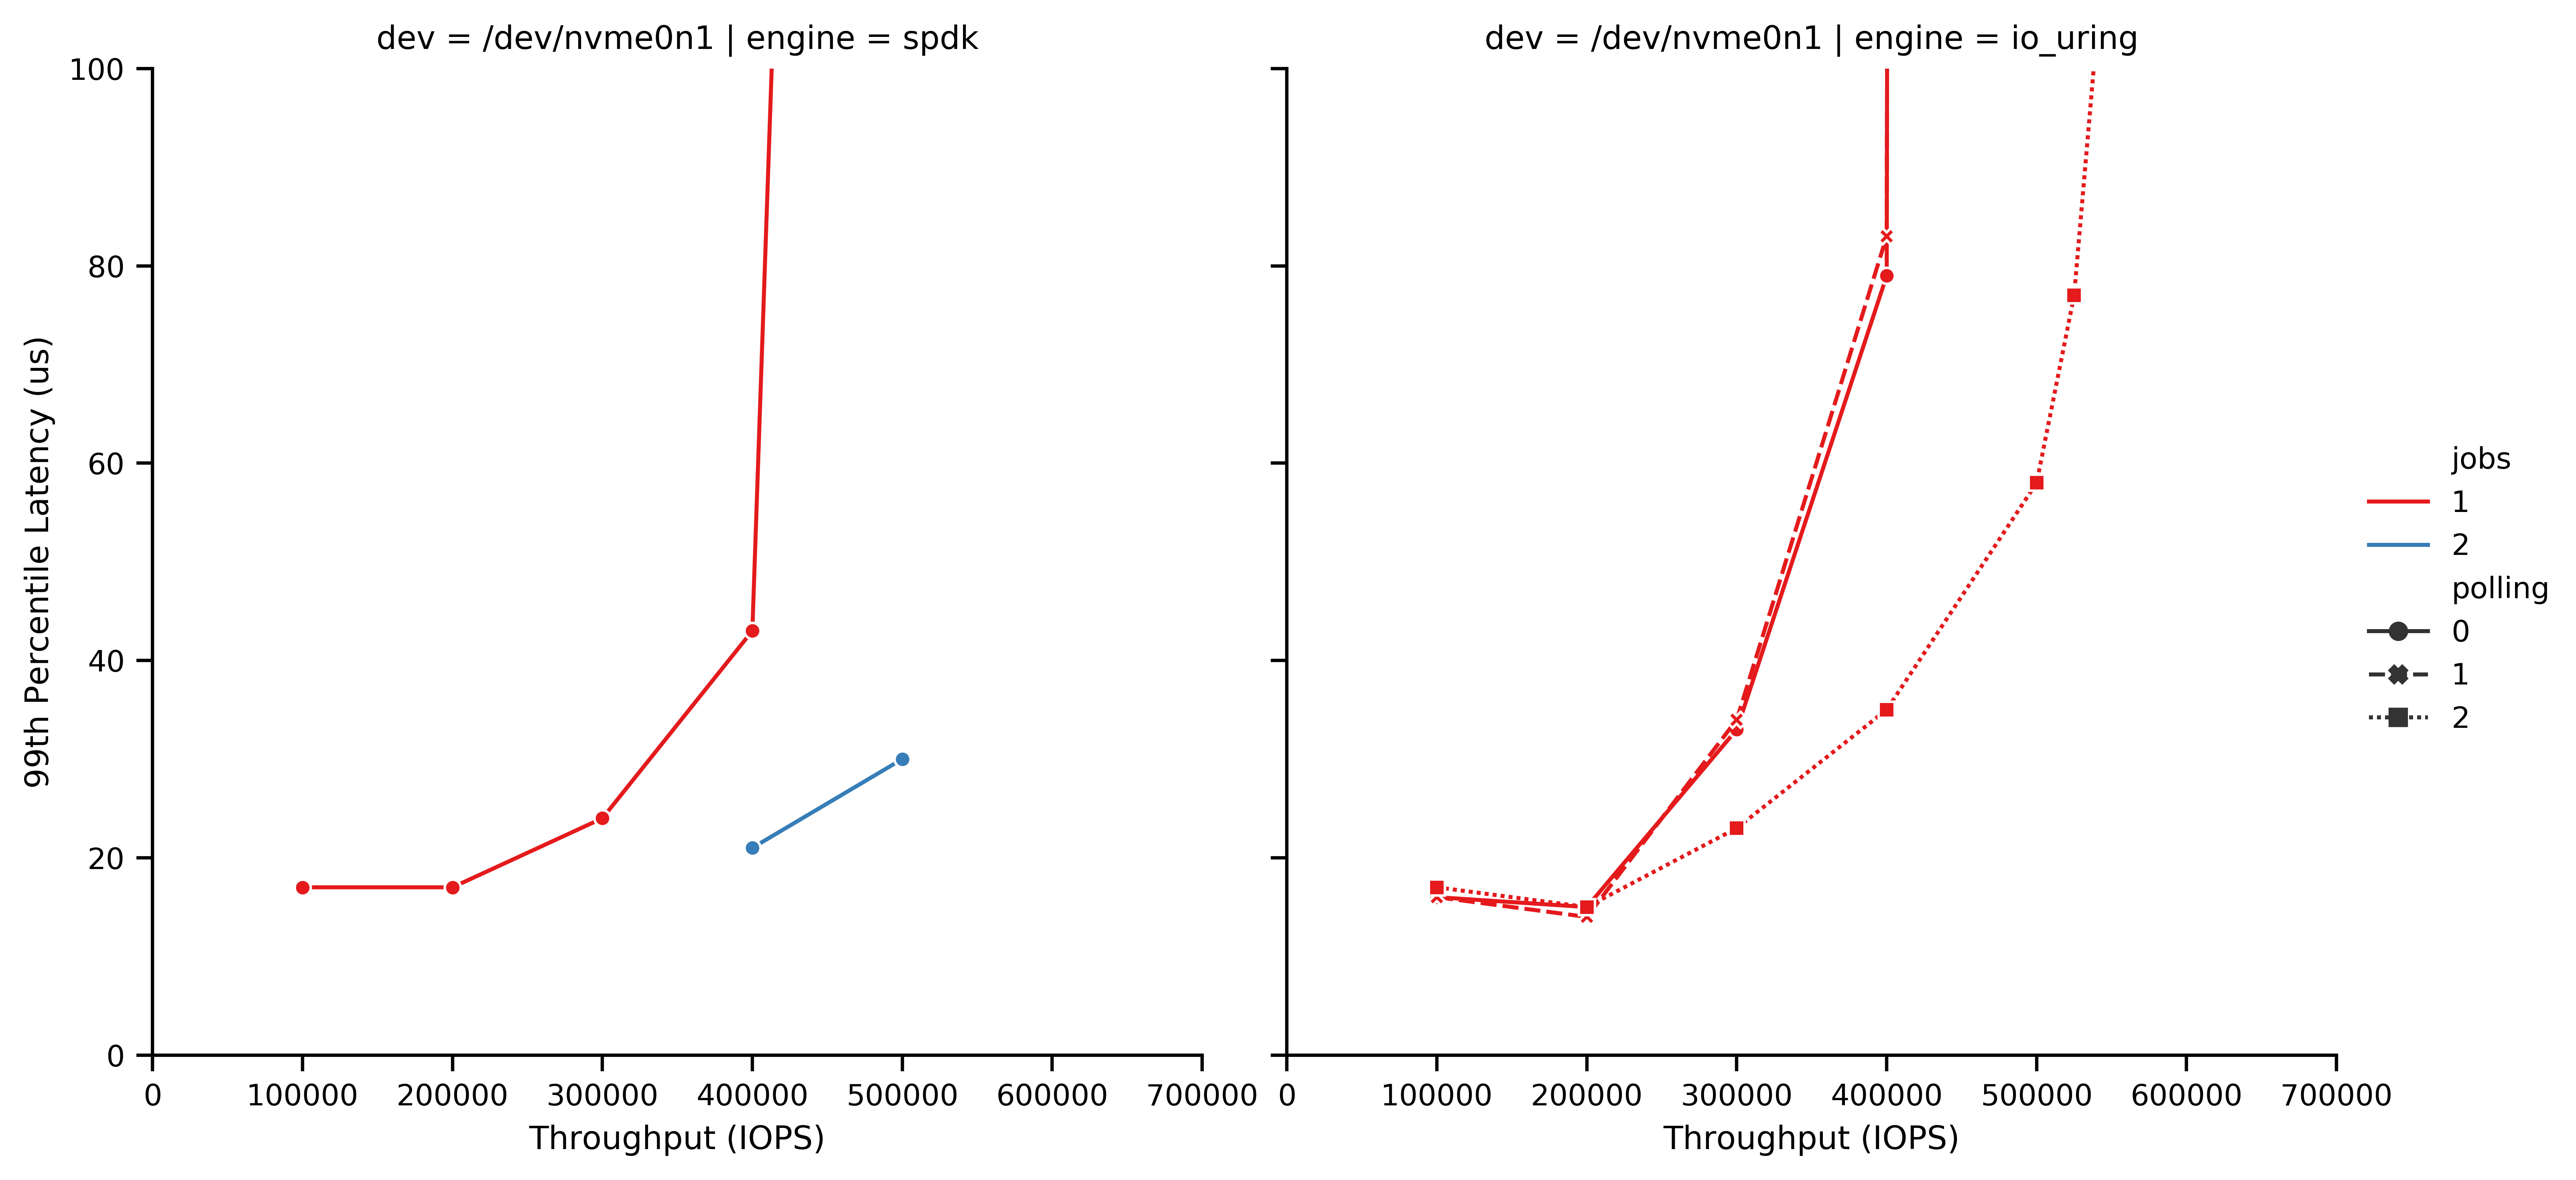 dev = /dev/nvme0n1 | engine = spdk
dev = /dev/nvme0n1 | engine = io_uring
99th Percentile Latency (us)
100
80
60
40
20
0
0 100000 200000 300000 400000 500000 600000 700000
Throughput (IOPS)
0 100000 200000 300000 400000 500000 600000 700000
Throughput (IOPS)
jobs
1
2
polling
0
1
2